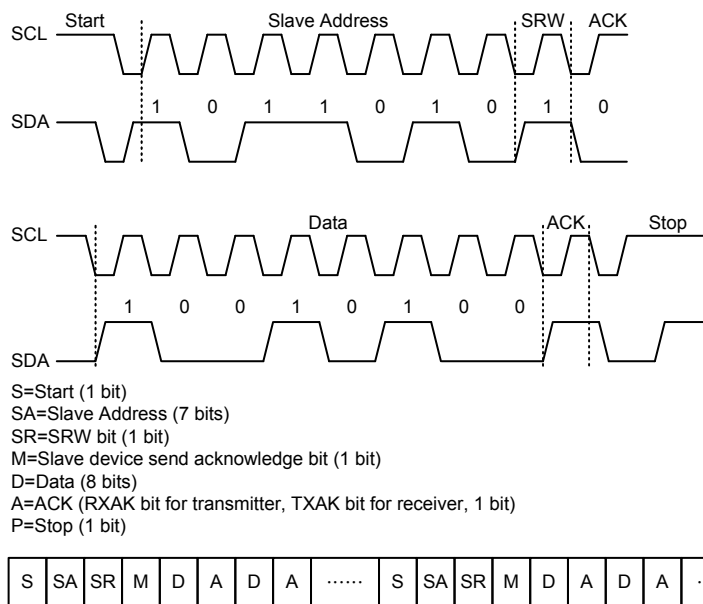 Start Slave Address SRW ACK
SCL
1 0 1 1 0 1 0 1 0
SDA
Data ACK Stop
SCL
1 0 0 1 0 1 0 0
SDA
S=Start (1 bit)
SA=Slave Address (7 bits)
SR=SRW bit (1 bit)
M=Slave device send acknowledge bit (1 bit)
D=Data (8 bits)
A=ACK (RXAK bit for transmitter, TXAK bit for receiver, 1 bit)
P=Stop (1 bit)
S SA SR M D A D A ...... S SA SR M D A D A